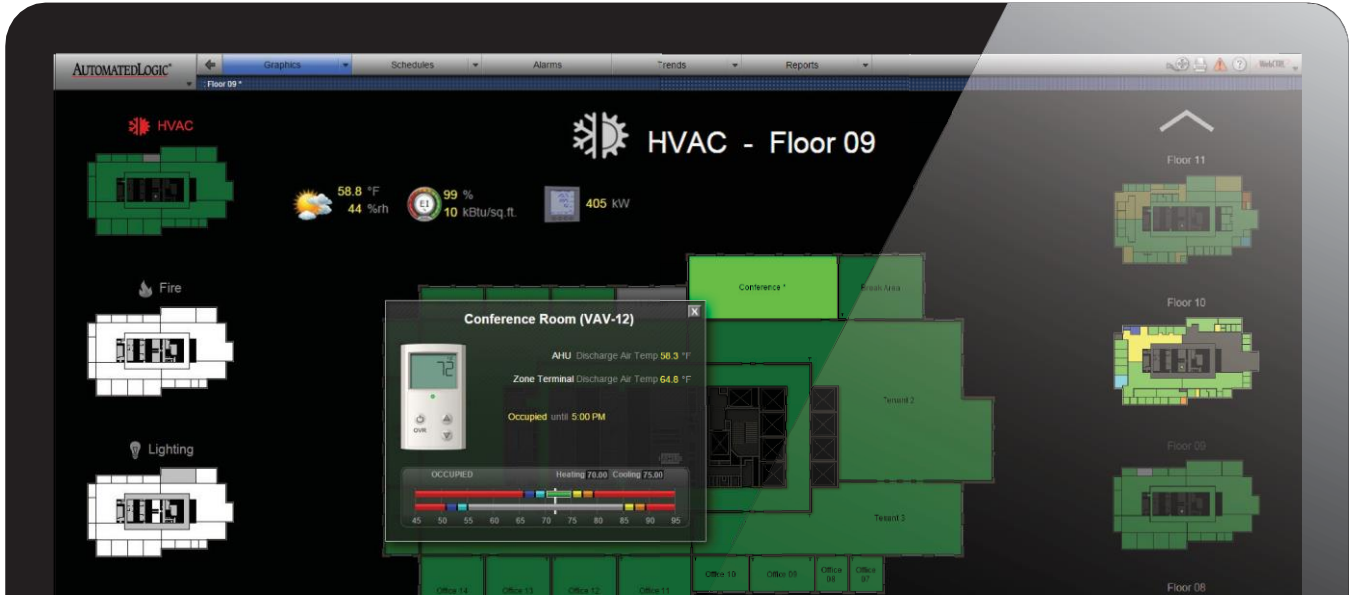 AUTOMATEDLOGIC®
Graphics
Schedules
Alarms
Trends
Reports
WebCTRL
: Floor 09 *
HVAC
HVAC - Floor 09
58.8 °F
44 %rh
EI
99 %
10 kBtu/sq.ft.
405 kW
Floor 11
Fire
Conference *
Break Area
Floor 10
Conference Room (VAV-12)
X
72
AHU Discharge Air Temp 58.3 °F
Zone Terminal Discharge Air Temp 64.8 °F
Occupied until 5:00 PM
OVR
Tenant 2
Lighting
Floor 09
OCCUPIED Heating 70.00 Cooling 75.00
45 50 55 60 65 70 75 80 85 90 95
Tenant 3
Office 14
Office 13
Office 12
Office 11
Office 10
Office 09
Office 08
Office 07
Floor 08